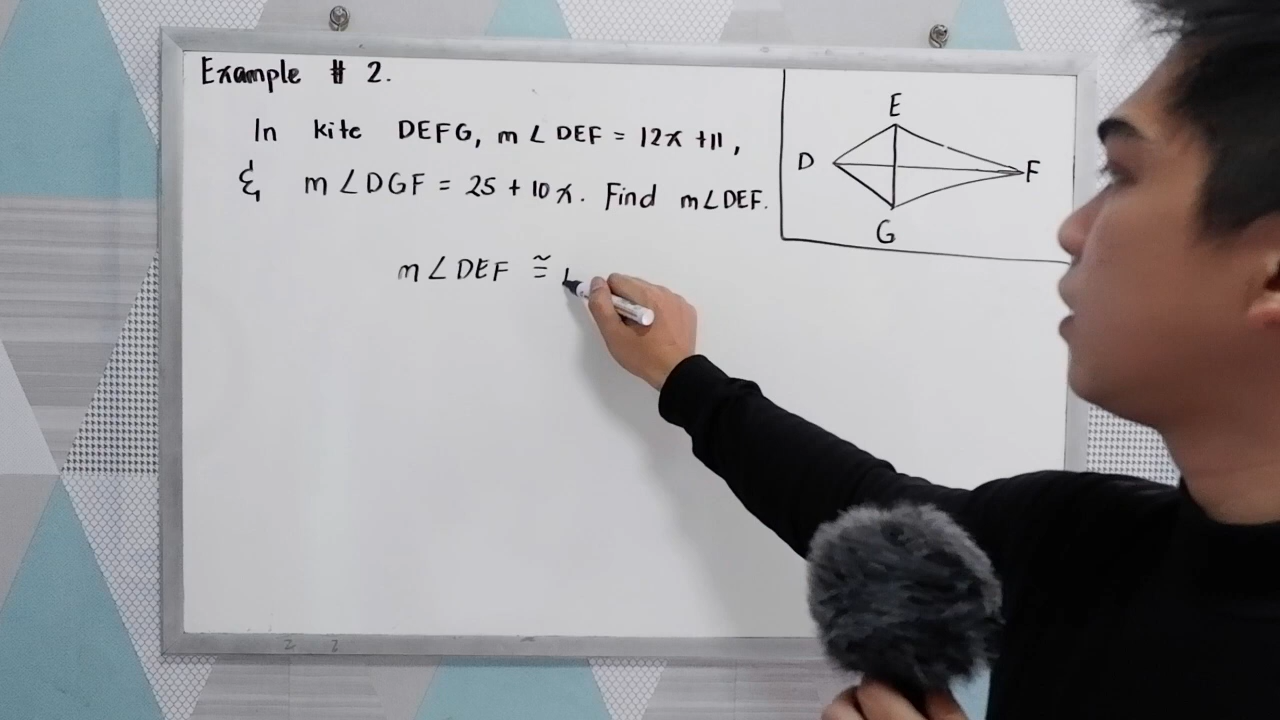 Example # 2.
In kite DEFG, m∠DEF = 12x +11,
& m∠DGF = 25 + 10x. Find m∠DEF.
m∠DEF ≅
E
D
F
G